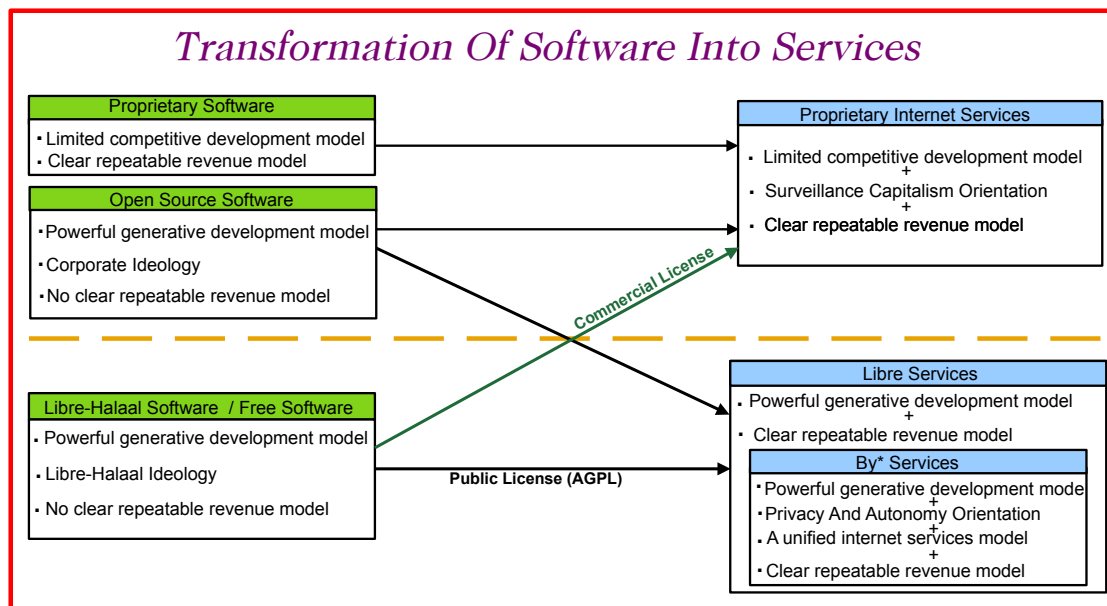 Transformation Of Software Into Services
Proprietary Software
· Limited competitive development model
· Clear repeatable revenue model
Open Source Software
· Powerful generative development model
· Corporate Ideology
· No clear repeatable revenue model
Libre-Halaal Software / Free Software
· Powerful generative development model
· Libre-Halaal Ideology
· No clear repeatable revenue model
Commercial License
Public License (AGPL)
Proprietary Internet Services
· Limited competitive development model
+
· Surveillance Capitalism Orientation
+
· Clear repeatable revenue model
Libre Services
· Powerful generative development model
+
· Clear repeatable revenue model
By* Services
· Powerful generative development mode
+
· Privacy And Autonomy Orientation
+
· A unified internet services model
+
· Clear repeatable revenue model